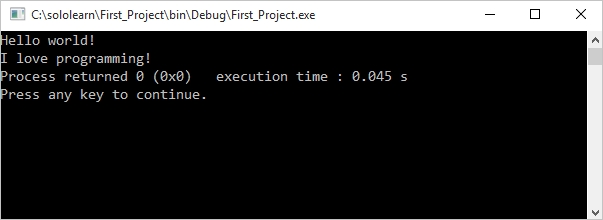 C:\sololearn\First_Project\bin\Debug\First_Project.exe
Hello world!
I love programming!
Process returned 0 (0x0)   execution time : 0.045 s
Press any key to continue.